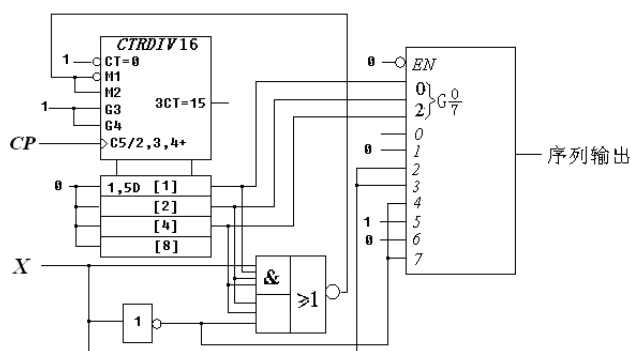 CTRDIV16
1 CT=0
M1
M2
1 G3
G4
3CT=15
CP C5/2,3,4+
0 1,5D [1]
[2]
[4]
[8]
X
&
≥1
1
0 EN
0
2
} G 0/7
0
0 1
2
3
4
1 5
0 6
7
序列输出